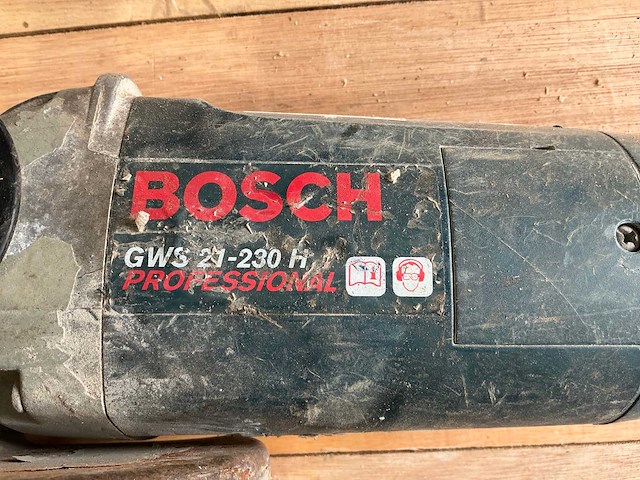 BOSCH
GWS 21-230 H
PROFESSIONAL